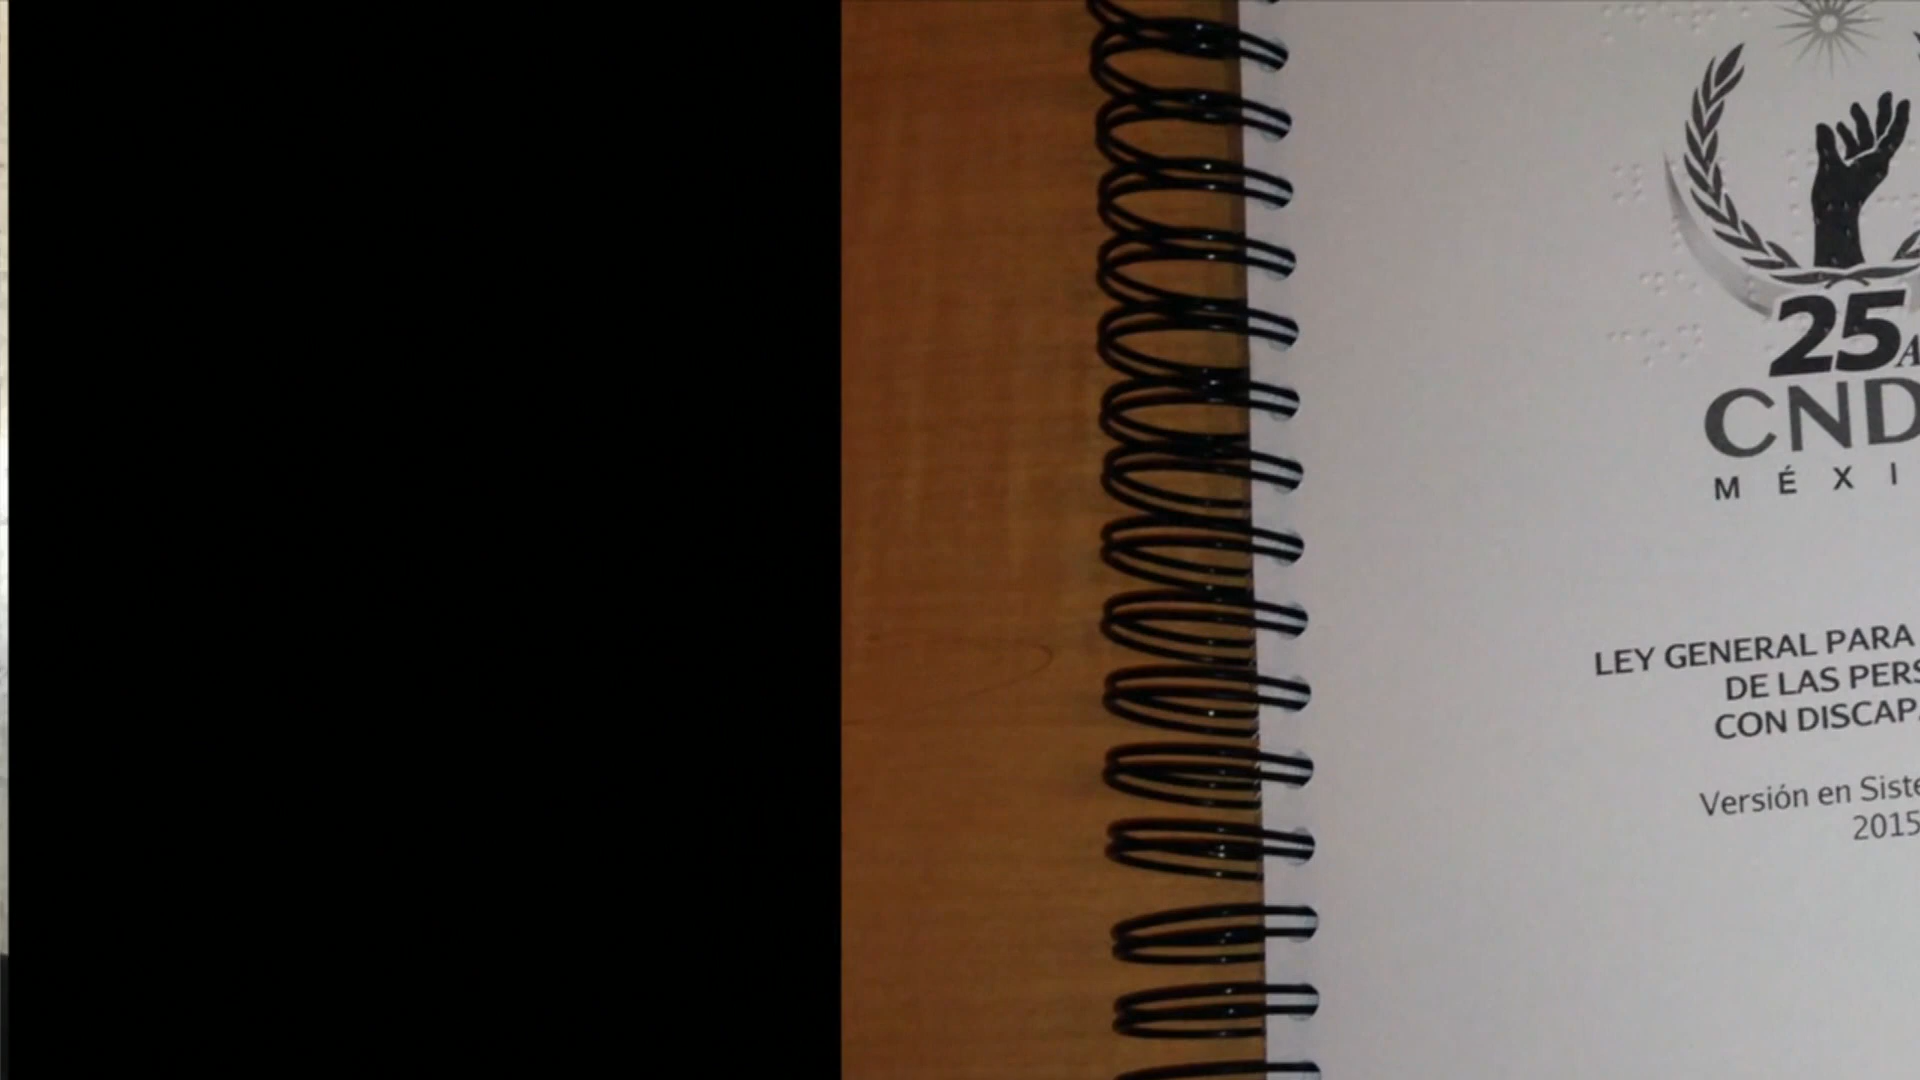 25 A
CND
MÉXI
LEY GENERAL PARA
DE LAS PERS
CON DISCAPA
Versión en Siste
2015